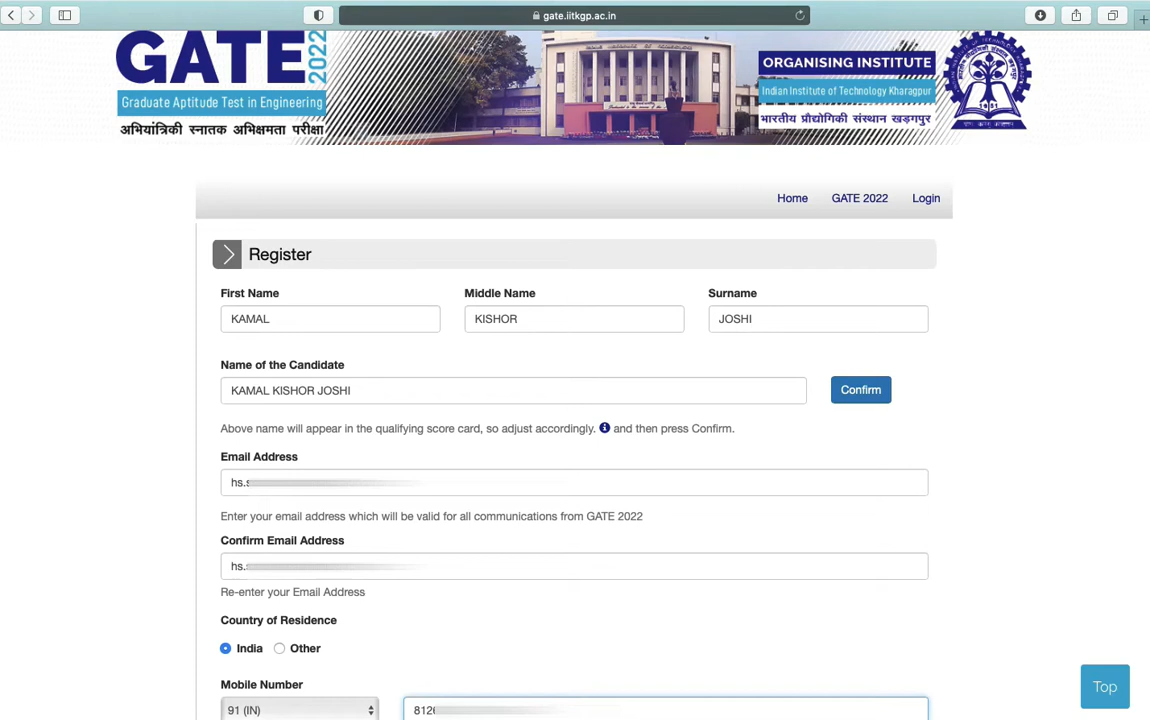 gate.iitkgp.ac.in
GATE 2022
Graduate Aptitude Test in Engineering
अभियांत्रिकी स्नातक अभिक्षमता परीक्षा
ORGANISING INSTITUTE
Indian Institute of Technology Kharagpur
भारतीय प्रौद्योगिकी संस्थान खड़गपुर
1951
Home GATE 2022 Login
Register
First Name Middle Name Surname
KAMAL KISHOR JOSHI
Name of the Candidate
KAMAL KISHOR JOSHI Confirm
Above name will appear in the qualifying score card, so adjust accordingly. and then press Confirm.
Email Address
hs.
Enter your email address which will be valid for all communications from GATE 2022
Confirm Email Address
hs.
Re-enter your Email Address
Country of Residence
India Other
Mobile Number
91 (IN) 812
Top